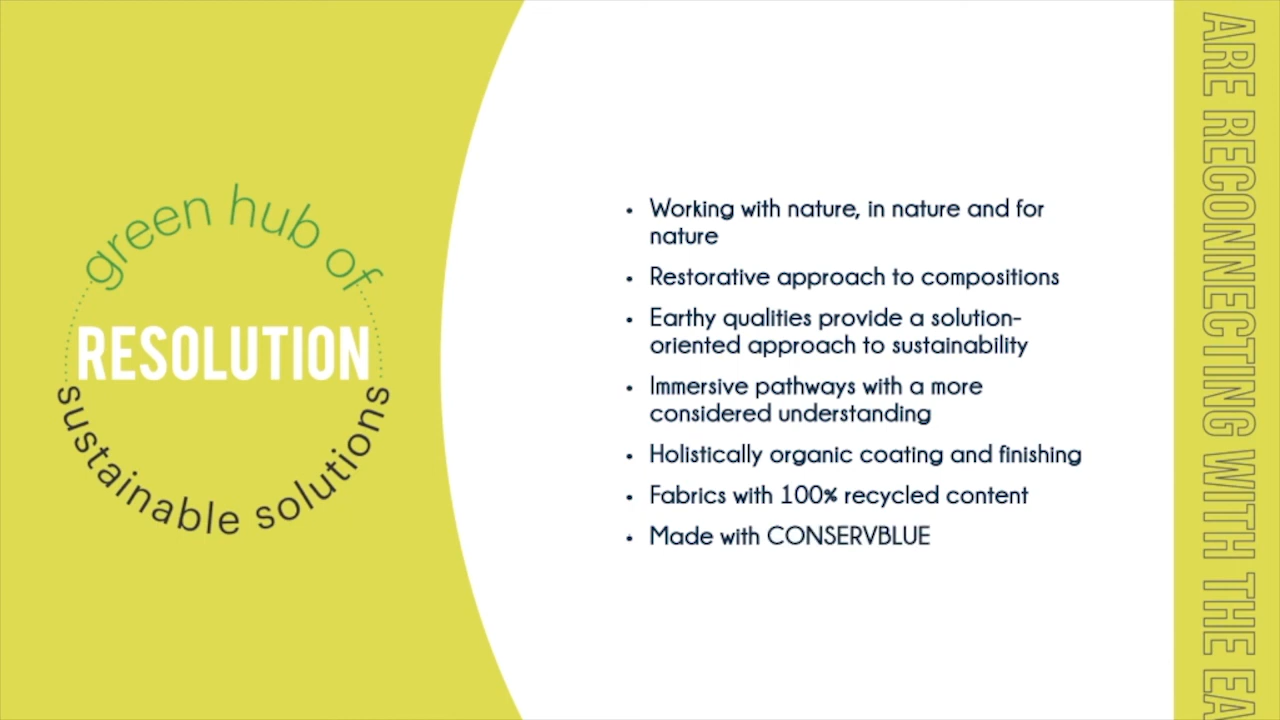 green hub of
RESOLUTION
sustainable solutions
• Working with nature, in nature and for
nature
• Restorative approach to compositions
• Earthy qualities provide a solution-
oriented approach to sustainability
• Immersive pathways with a more
considered understanding
• Holistically organic coating and finishing
• Fabrics with 100% recycled content
• Made with CONSERVBLUE
ARE RECONNECTING WITH THE EA